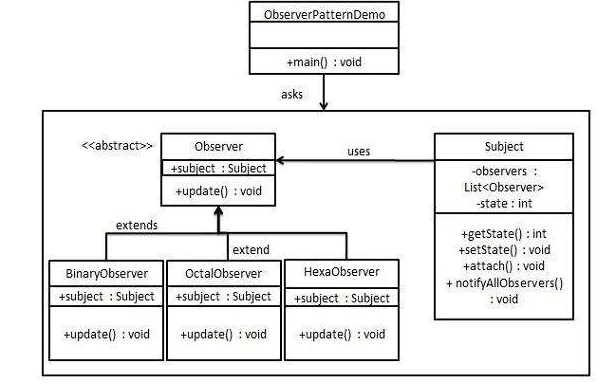 ObserverPatternDemo
+main() : void
asks
<<abstract>>
Observer
+subject : Subject
+update() : void
uses
Subject
-observers :
List<Observer>
-state : int
+getState() : int
+setState() : void
+attach() : void
+ notifyAllObservers()
: void
extends
extend
BinaryObserver
+subject : Subject
+update() : void
OctalObserver
+subject : Subject
+update() : void
HexaObserver
+subject : Subject
+update() : void